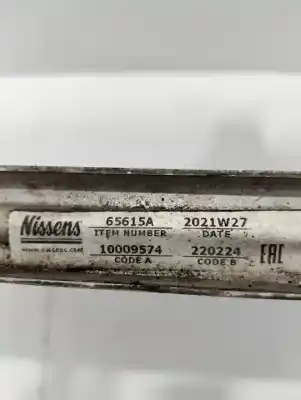 Nissens 65615A 2021W27
ITEM NUMBER DATE
www.nissens.com 10009574 220224 EAC
CODE A CODE B